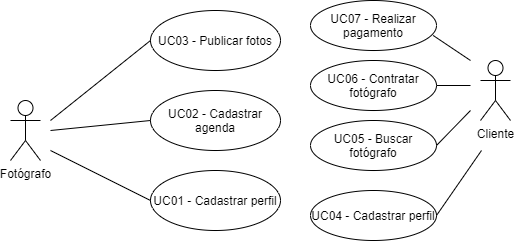 UC03 - Publicar fotos
UC02 - Cadastrar
agenda
UC01 - Cadastrar perfil
Fotógrafo
UC07 - Realizar
pagamento
UC06 - Contratar
fotógrafo
UC05 - Buscar
fotógrafo
UC04 - Cadastrar perfil
Cliente